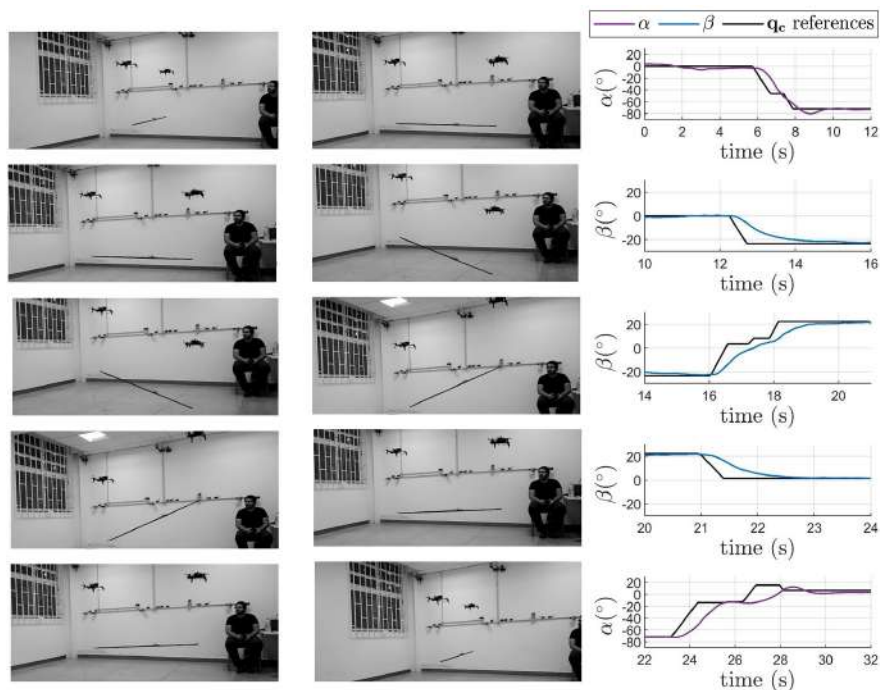 α β q_c references
α(°)
20
0
-20
-40
-60
-80
0 2 4 6 8 10 12
time (s)
β(°)
20
0
-20
10 12 14 16
time (s)
β(°)
20
0
-20
14 16 18 20
time (s)
β(°)
20
0
-20
20 21 22 23 24
time (s)
α(°)
20
0
-20
-40
-60
-80
22 24 26 28 30 32
time (s)